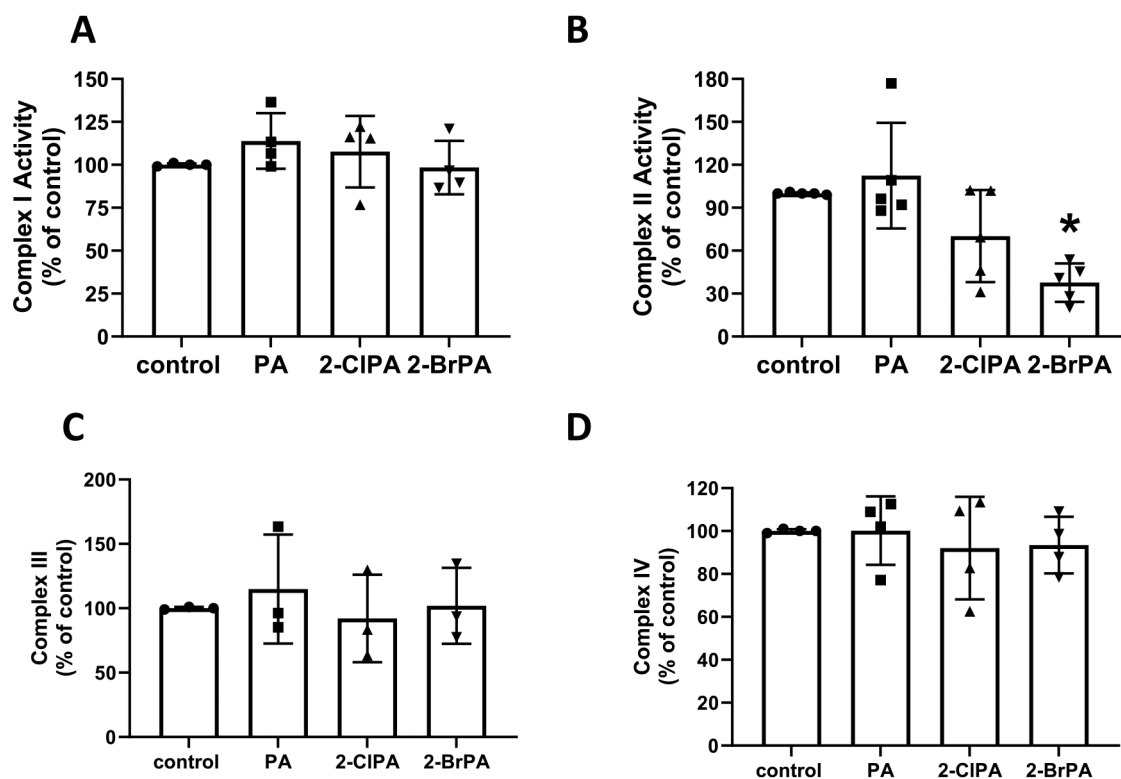 A
Complex I Activity
(% of control)
150
125
100
75
50
25
0
control PA 2-ClPA 2-BrPA
B
Complex II Activity
(% of control)
180
150
120
90
60
30
0
*
control PA 2-ClPA 2-BrPA
C
Complex III
(% of control)
200
150
100
50
0
control PA 2-ClPA 2-BrPA
D
Complex IV
(% of control)
120
100
80
60
40
20
0
control PA 2-ClPA 2-BrPA